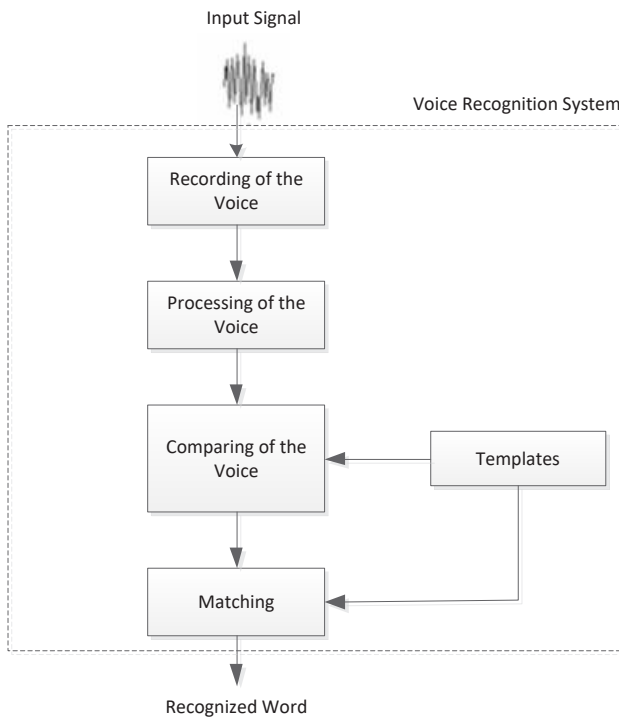 Input Signal
Voice Recognition System
Recording of the
Voice
Processing of the
Voice
Comparing of the
Voice
Templates
Matching
Recognized Word